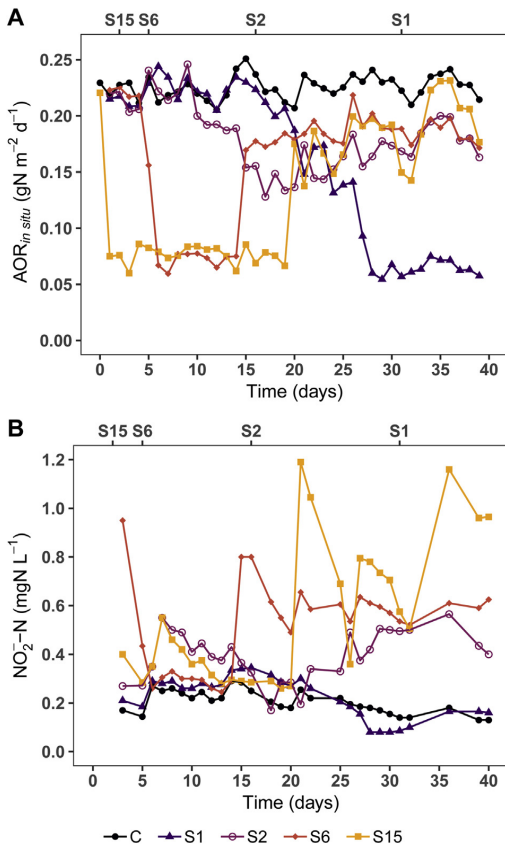 A
S15 S6 S2 S1
0.25
0.20
0.15
0.10
0.05
0.00
AOR in situ (gN m−2 d−1)
0 5 10 15 20 25 30 35 40
Time (days)
B
S15 S6 S2 S1
1.2
1.0
0.8
0.6
0.4
0.2
0.0
NO2−–N (mgN L−1)
0 5 10 15 20 25 30 35 40
Time (days)
C S1 S2 S6 S15